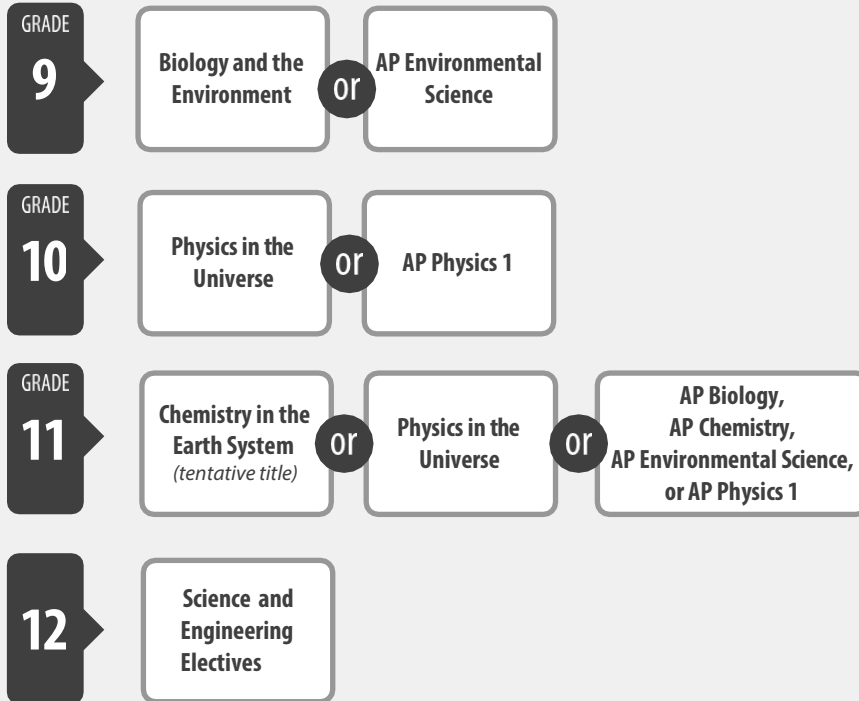 GRADE
9
Biology and the
Environment
or
AP Environmental
Science
GRADE
10
Physics in the
Universe
or
AP Physics 1
GRADE
11
Chemistry in the
Earth System
(tentative title)
or
Physics in the
Universe
or
AP Biology,
AP Chemistry,
AP Environmental Science,
or AP Physics 1
12
Science and
Engineering
Electives